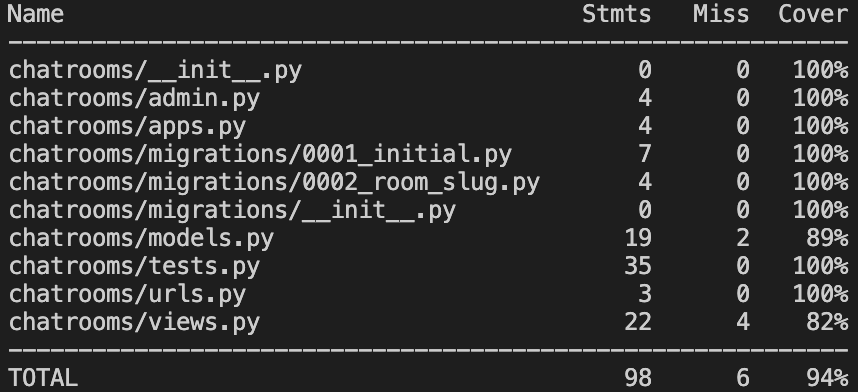 Name Stmts Miss Cover
chatrooms/__init__.py 0 0 100%
chatrooms/admin.py 4 0 100%
chatrooms/apps.py 4 0 100%
chatrooms/migrations/0001_initial.py 7 0 100%
chatrooms/migrations/0002_room_slug.py 4 0 100%
chatrooms/migrations/__init__.py 0 0 100%
chatrooms/models.py 19 2 89%
chatrooms/tests.py 35 0 100%
chatrooms/urls.py 3 0 100%
chatrooms/views.py 22 4 82%
TOTAL 98 6 94%